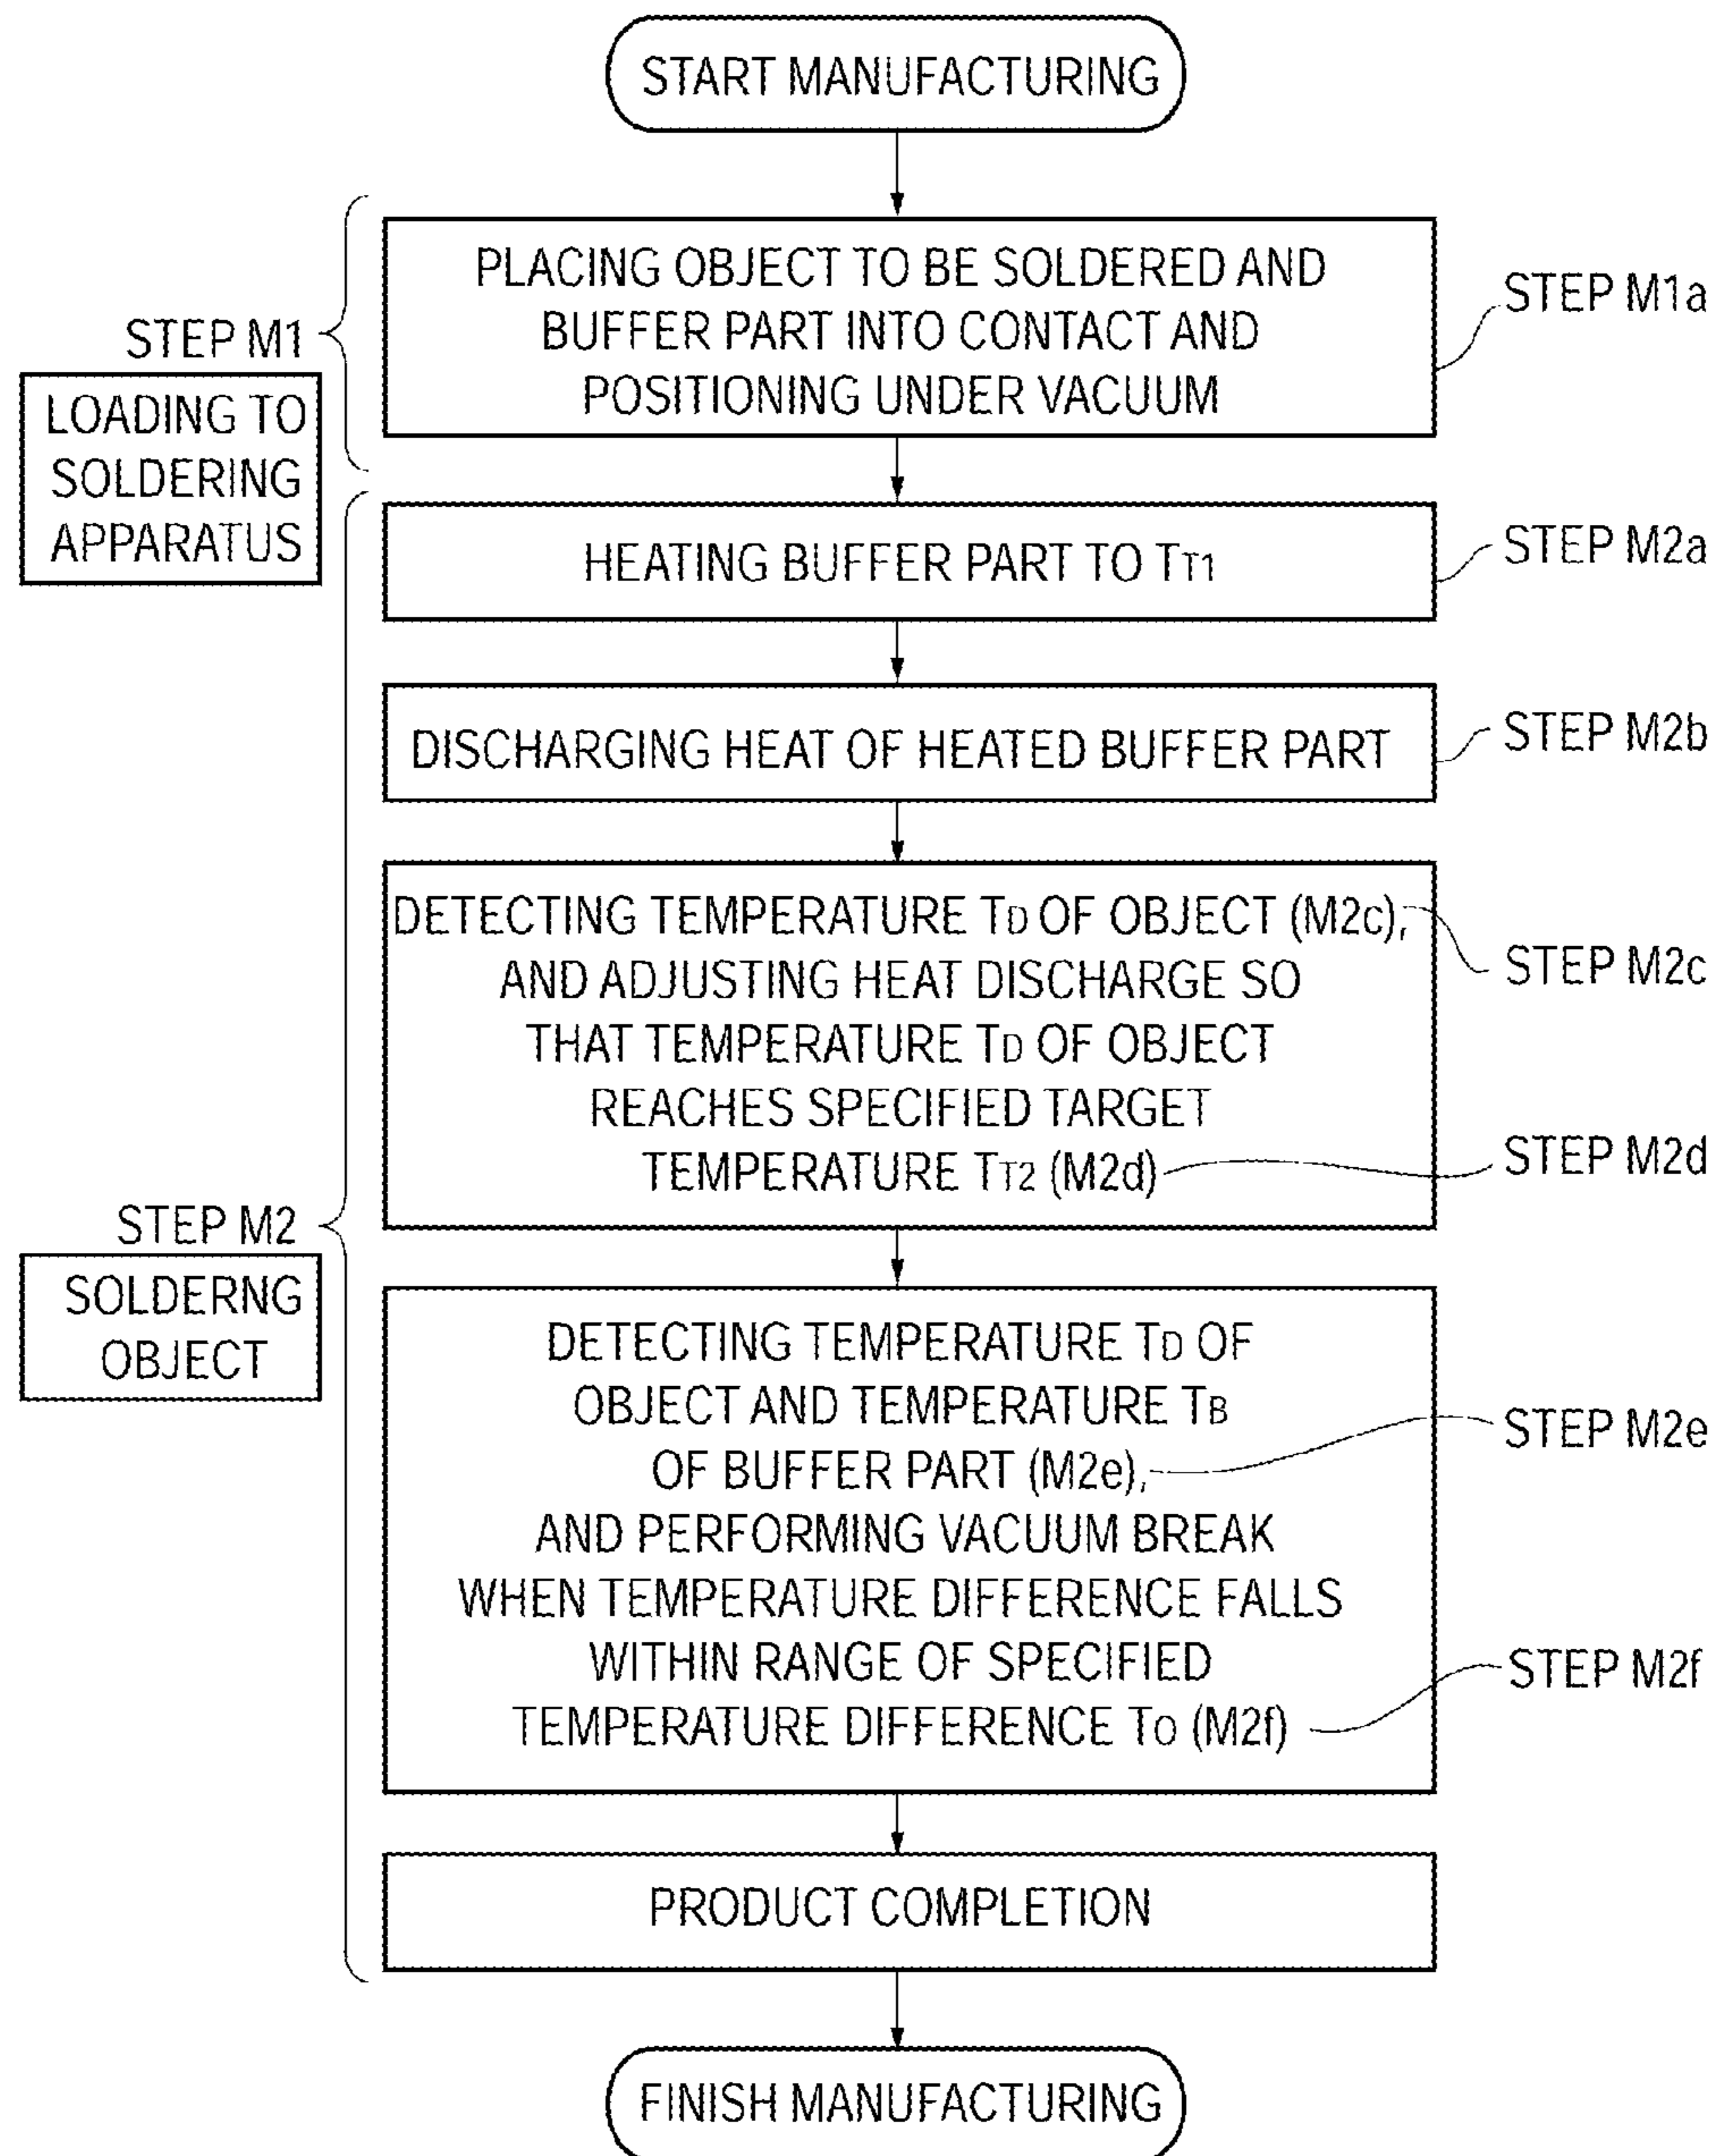 START MANUFACTURING
PLACING OBJECT TO BE SOLDERED AND
BUFFER PART INTO CONTACT AND
POSITIONING UNDER VACUUM
STEP M1a
STEP M1
LOADING TO
SOLDERING
APPARATUS
HEATING BUFFER PART TO TT1
STEP M2a
DISCHARGING HEAT OF HEATED BUFFER PART
STEP M2b
DETECTING TEMPERATURE TD OF OBJECT (M2c),
AND ADJUSTING HEAT DISCHARGE SO
THAT TEMPERATURE TD OF OBJECT
REACHES SPECIFIED TARGET
TEMPERATURE TT2 (M2d)
STEP M2c
STEP M2d
STEP M2
SOLDERNG
OBJECT
DETECTING TEMPERATURE TD OF
OBJECT AND TEMPERATURE TB
OF BUFFER PART (M2e),
AND PERFORMING VACUUM BREAK
WHEN TEMPERATURE DIFFERENCE FALLS
WITHIN RANGE OF SPECIFIED
TEMPERATURE DIFFERENCE TO (M2f)
STEP M2e
STEP M2f
PRODUCT COMPLETION
FINISH MANUFACTURING